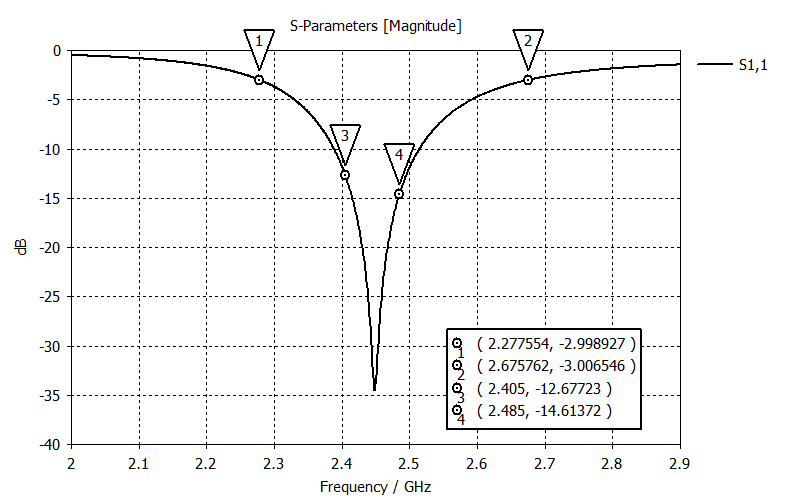 S-Parameters [Magnitude]
1
2
3
4
S1,1
0
-5
-10
-15
-20
-25
-30
-35
-40
dB
1 ( 2.277554, -2.998927 )
2 ( 2.675762, -3.006546 )
3 ( 2.405, -12.67723 )
4 ( 2.485, -14.61372 )
2 2.1 2.2 2.3 2.4 2.5 2.6 2.7 2.8 2.9
Frequency / GHz